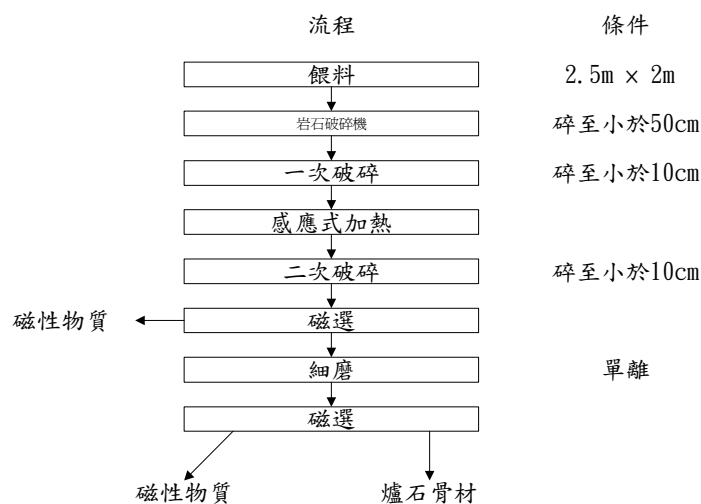 流程 條件
餵料 2.5m × 2m
岩石破碎機 碎至小於50cm
一次破碎 碎至小於10cm
感應式加熱
二次破碎 碎至小於10cm
磁性物質 磁選
細磨 單離
磁選
磁性物質 爐石骨材